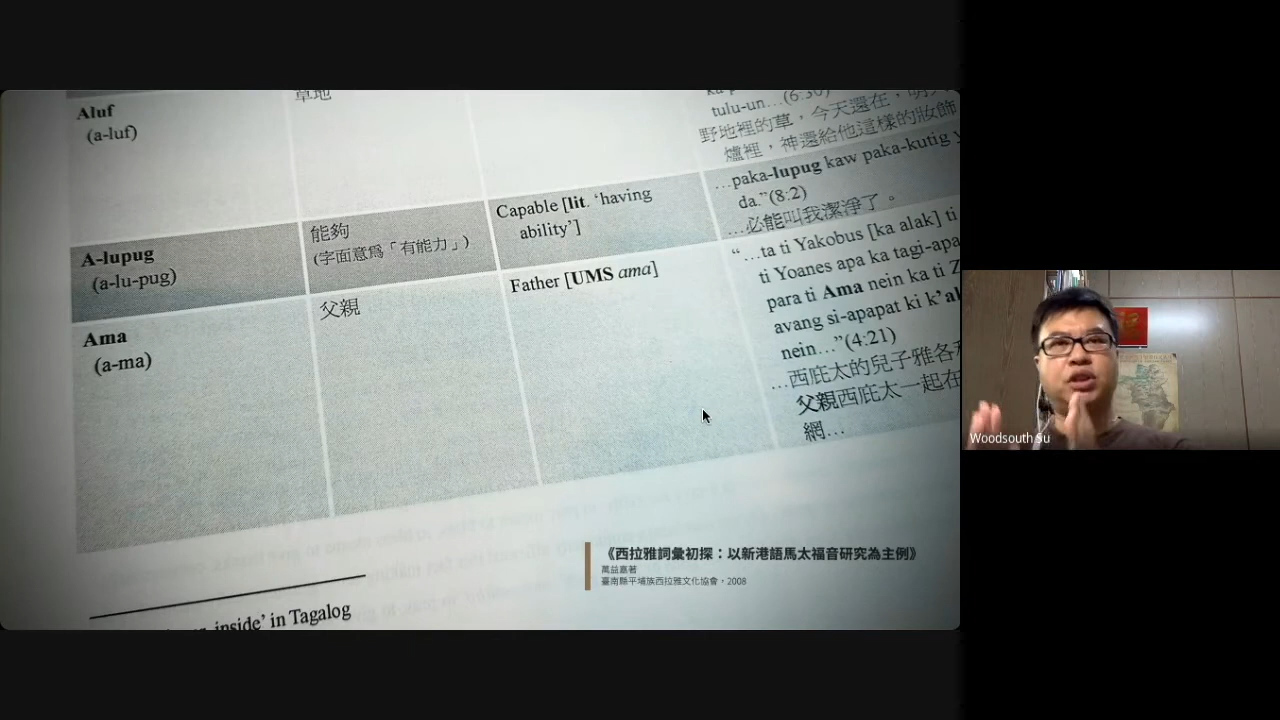 Aluf
(a-luf)
草地
tulu-un…(6:30)
野地裡的草，今天還在，明
爐裡，神還給他這樣的妝飾
A-lupug
(a-lu-pug)
能夠
(字面意為「有能力」)
Capable [lit. ‘having
ability’]
…paka-lupug kaw paka-kutig
da.”(8:2)
…必能叫我潔淨了。
Ama
(a-ma)
父親
Father [UMS ama]
“…ta ti Yakobus [ka alak] ti
ti Yoanes apa ka tagi-apa
para ti Ama nein ka ti Z
avang si-apapat ki k’al
nein…”(4:21)
…西庇太的兒子雅各
父親西庇太一起在
網…
inside’ in Tagalog
《西拉雅詞彙初探：以新港語馬太福音研究為主例》
萬益嘉著
臺南縣平埔族西拉雅文化協會，2008
Woodsouth Su